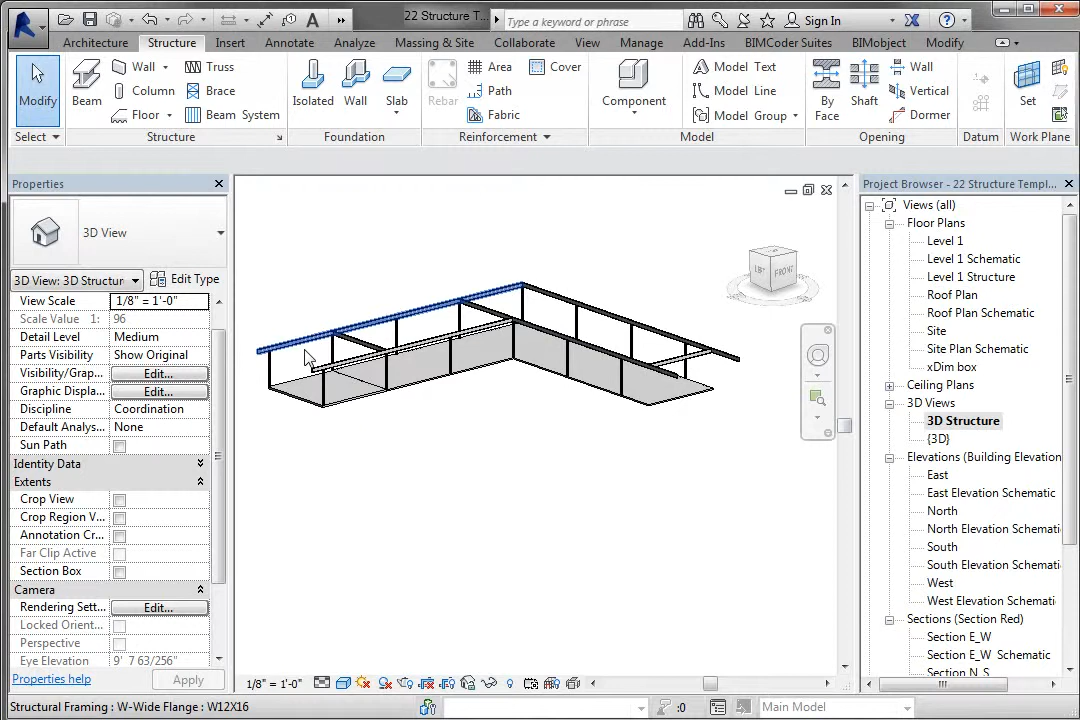 22 Structure T...
Type a keyword or phrase
Sign In
Architecture Structure Insert Annotate Analyze Massing & Site Collaborate View Manage Add-Ins BIMCoder Suites BIMobject Modify
Modify
Beam
Wall
Column
Floor
Truss
Brace
Beam System
Isolated
Wall
Slab
Rebar
Area
Path
Fabric
Cover
Component
Model Text
Model Line
Model Group
By Face
Shaft
Wall
Vertical
Dormer
Set
Select Structure Foundation Reinforcement Model Opening Datum Work Plane
Properties
3D View
3D View: 3D Structur
Edit Type
View Scale 1/8" = 1'-0"
Scale Value 1: 96
Detail Level Medium
Parts Visibility Show Original
Visibility/Grap... Edit...
Graphic Displa... Edit...
Discipline Coordination
Default Analys... None
Sun Path
Identity Data
Extents
Crop View
Crop Region V...
Annotation Cr...
Far Clip Active
Section Box
Camera
Rendering Sett... Edit...
Locked Orient...
Perspective
Eye Elevation 9' 7 63/256"
Properties help Apply
LEFT FRONT
1/8" = 1'-0"
Project Browser - 22 Structure Templ...
Views (all)
Floor Plans
Level 1
Level 1 Schematic
Level 1 Structure
Roof Plan
Roof Plan Schematic
Site
Site Plan Schematic
xDim box
Ceiling Plans
3D Views
3D Structure
{3D}
Elevations (Building Elevation
East
East Elevation Schematic
North
North Elevation Schemati
South
South Elevation Schemati
West
West Elevation Schemati
Sections (Section Red)
Section E_W
Section E_W Schematic
Section N_S
Structural Framing : W-Wide Flange : W12X16
:0
Main Model